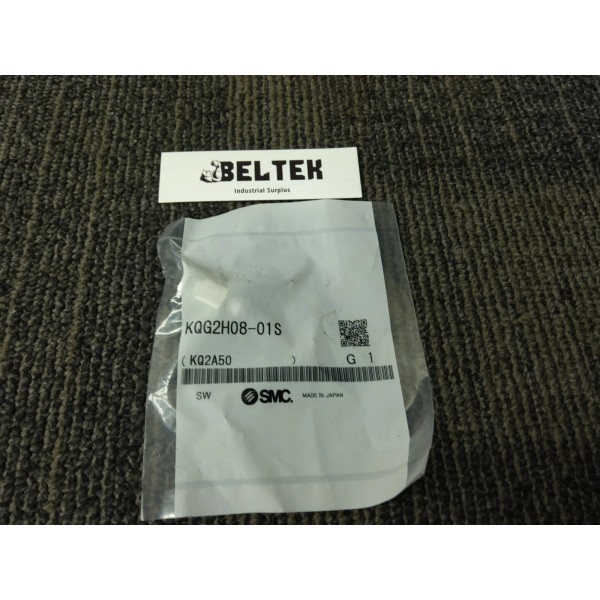 BELTEK
Industrial Surplus
KQG2H08-01S
(KQ2A50 ) G 1
SW SMC. MADE IN JAPAN